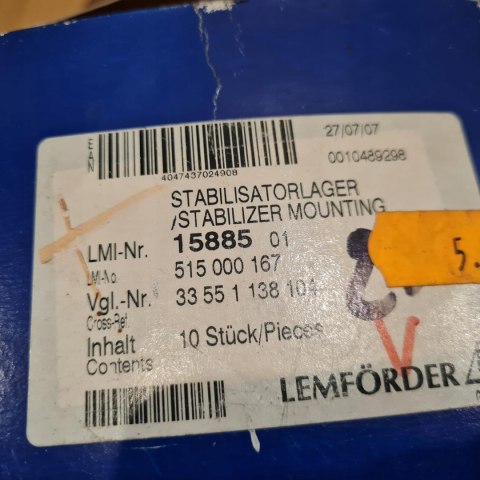 EAN
27/07/07
4047437024908
0010489298
STABILISATORLAGER
/STABILIZER MOUNTING
LMI-Nr. 15885 01
LMI-No. 515 000 167
Vgl.-Nr. 33 55 1 138 104
Cross-Ref.
Inhalt 10 Stück/Pieces
Contents
5.
LEMFÖRDER